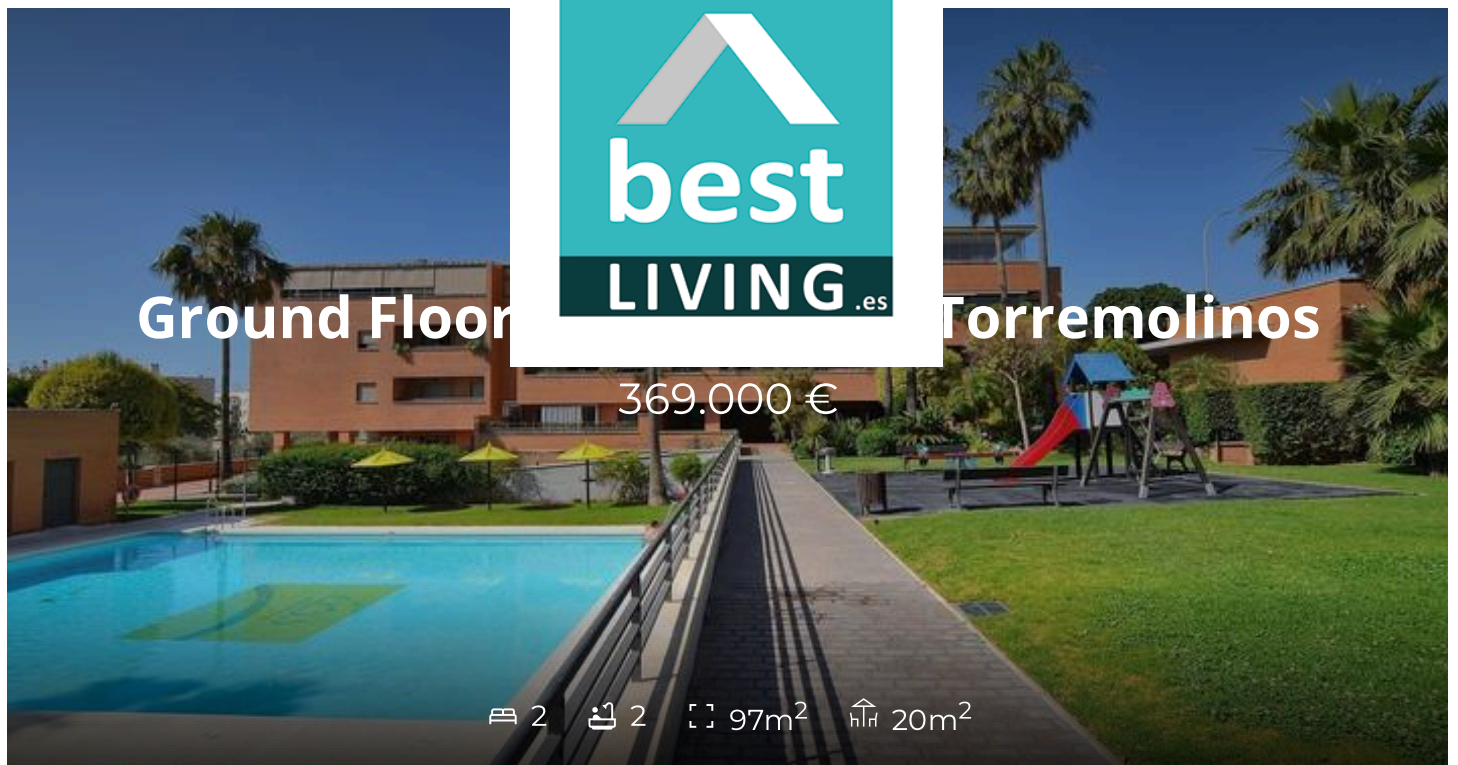 best
LIVING.es
Ground Floor Torremolinos
369.000 €
2 2 97m² 20m²